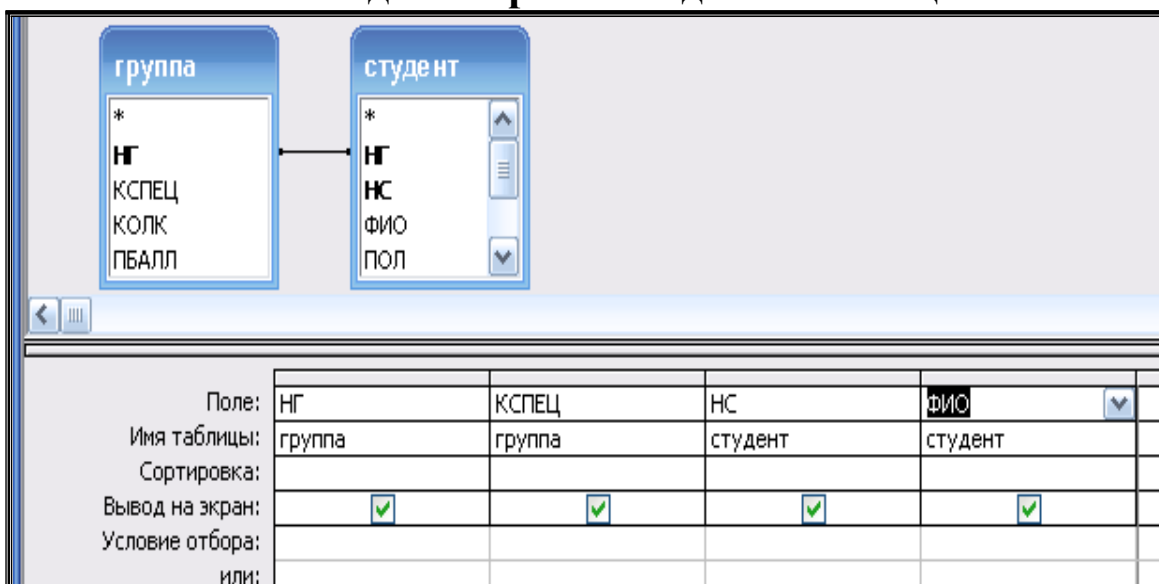 группа студент
* *
НГ НГ
КСПЕЦ НС
КОЛК ФИО
ПБАЛЛ ПОЛ
Поле: НГ КСПЕЦ НС ФИО
Имя таблицы: группа группа студент студент
Сортировка:
Вывод на экран:
Условие отбора:
или: